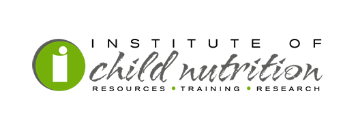 i
INSTITUTE OF
child nutrition
RESOURCES • TRAINING • RESEARCH